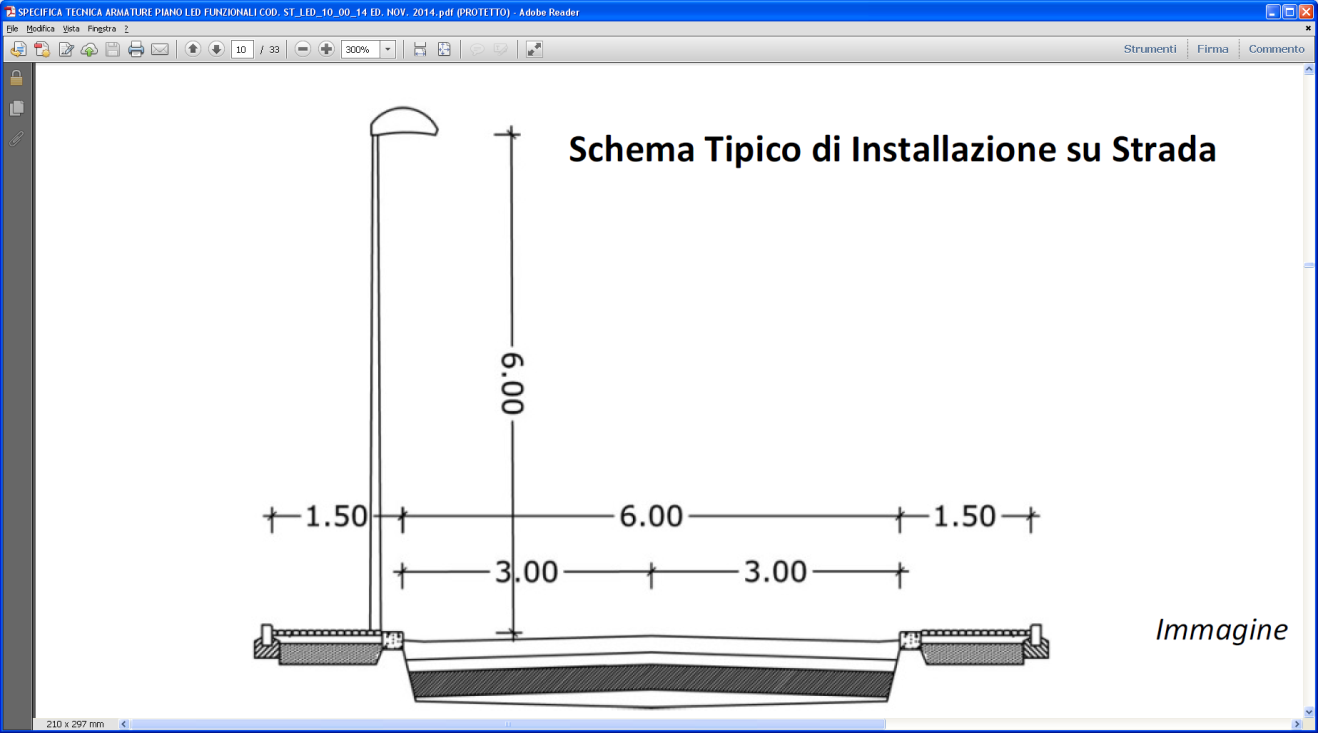 SPECIFICA TECNICA ARMATURE PIANO LED FUNZIONALI COD. ST_LED_10_00_14 ED. NOV. 2014.pdf (PROTETTO) - Adobe Reader
File Modifica Vista Finestra ?
10 / 33 300% Strumenti Firma Commento
Schema Tipico di Installazione su Strada
6.00
1.50 6.00 1.50
3.00 3.00
Immagine
210 x 297 mm